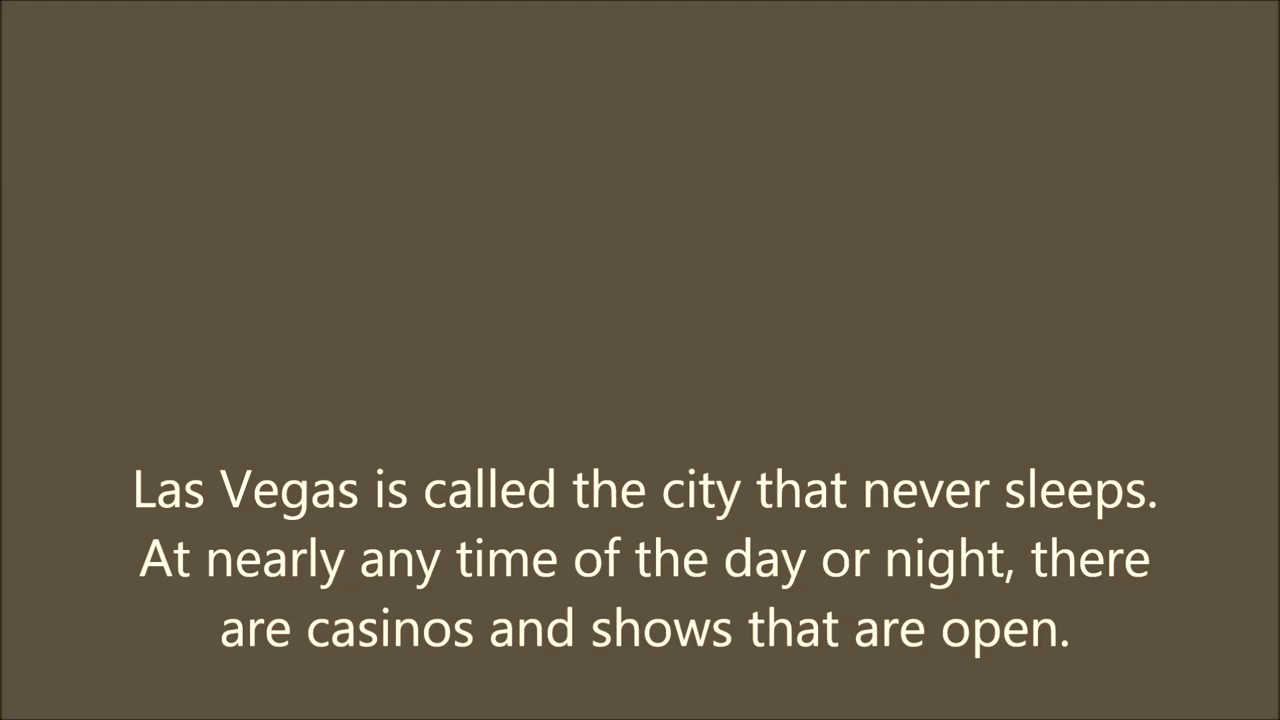 Las Vegas is called the city that never sleeps.
At nearly any time of the day or night, there
are casinos and shows that are open.